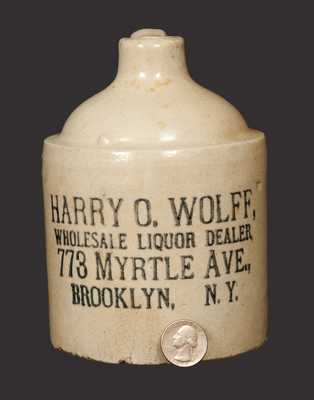 HARRY O. WOLFF,
WHOLESALE LIQUOR DEALER,
773 MYRTLE AVE.,
BROOKLYN, N.Y.